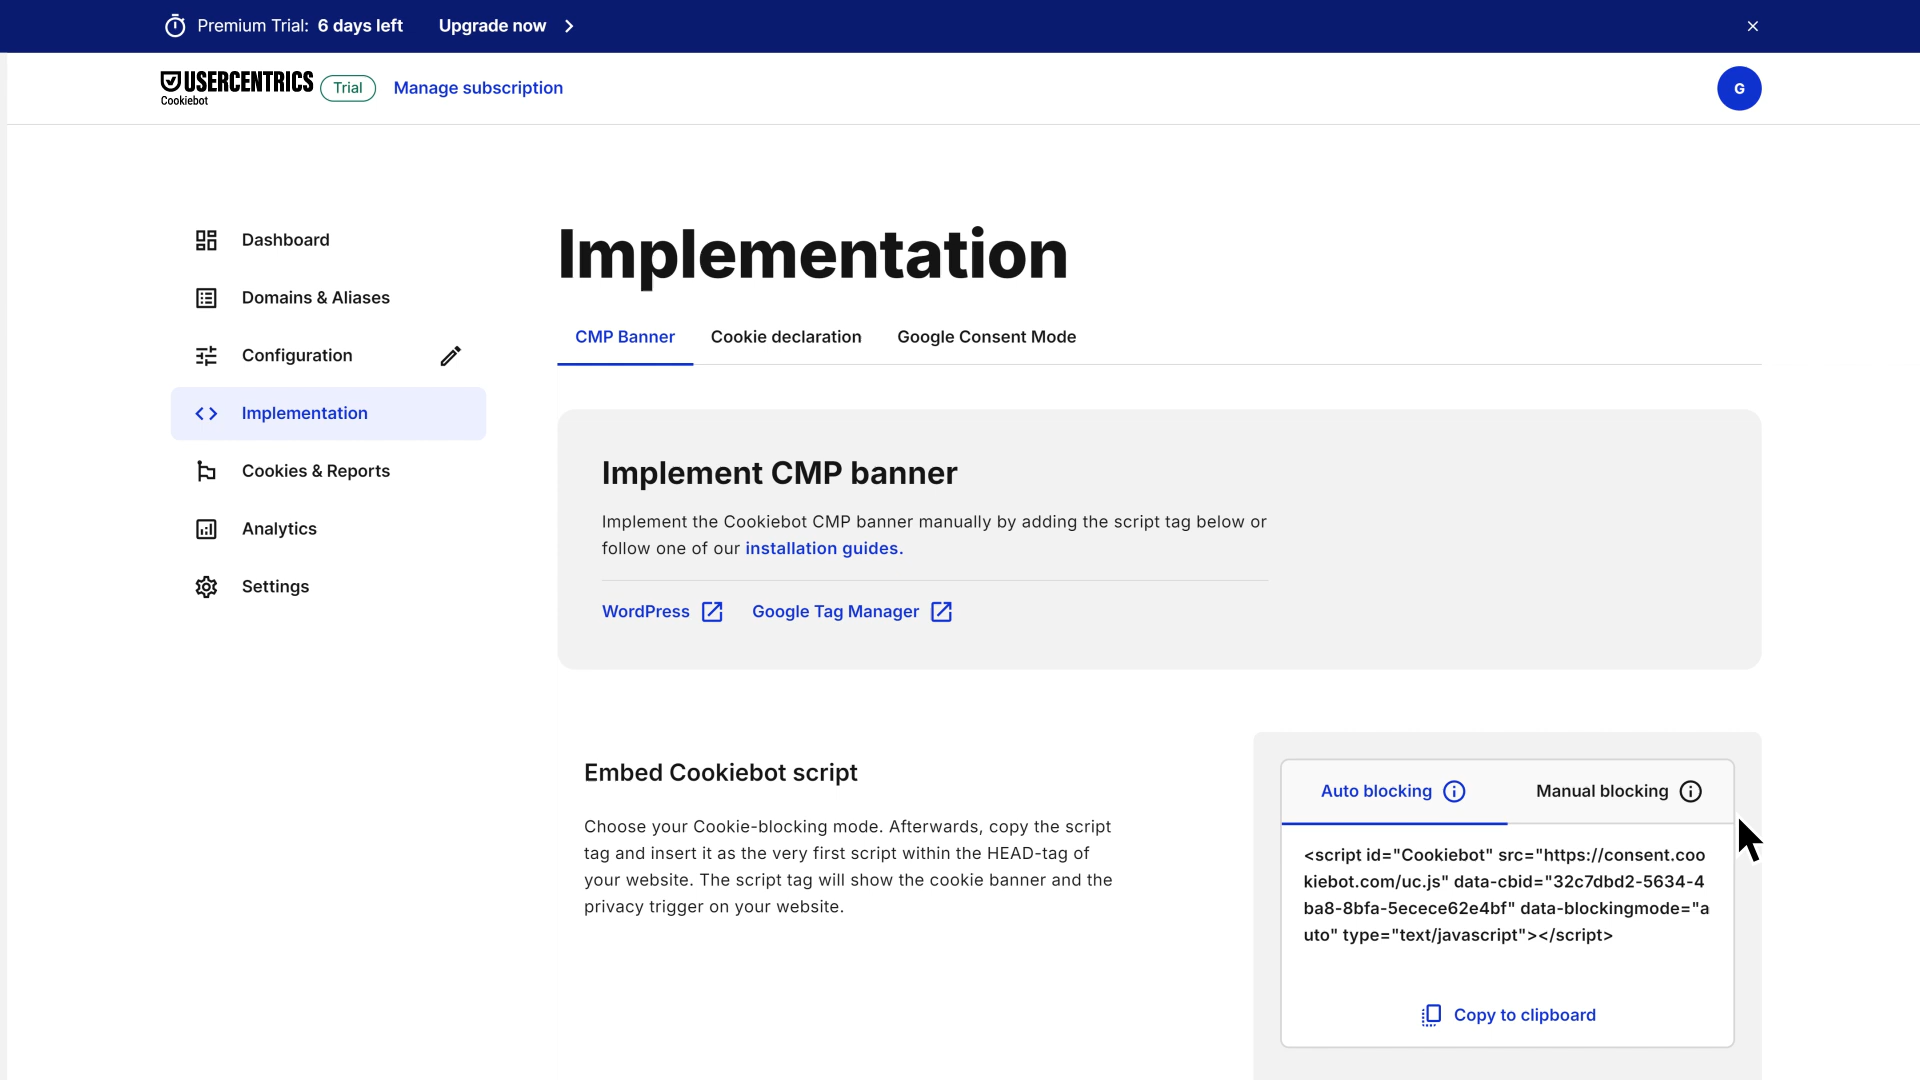 Premium Trial: 6 days left Upgrade now
USERCENTRICS
Cookiebot
Trial
Manage subscription
G
Dashboard
Domains & Aliases
Configuration
Implementation
Cookies & Reports
Analytics
Settings
Implementation
CMP Banner Cookie declaration Google Consent Mode
Implement CMP banner
Implement the Cookiebot CMP banner manually by adding the script tag below or
follow one of our installation guides.
WordPress Google Tag Manager
Embed Cookiebot script
Choose your Cookie-blocking mode. Afterwards, copy the script
tag and insert it as the very first script within the HEAD-tag of
your website. The script tag will show the cookie banner and the
privacy trigger on your website.
Auto blocking Manual blocking
<script id="Cookiebot" src="https://consent.coo
kiebot.com/uc.js" data-cbid="32c7dbd2-5634-4
ba8-8bfa-5ecece62e4bf" data-blockingmode="a
uto" type="text/javascript"></script>
Copy to clipboard